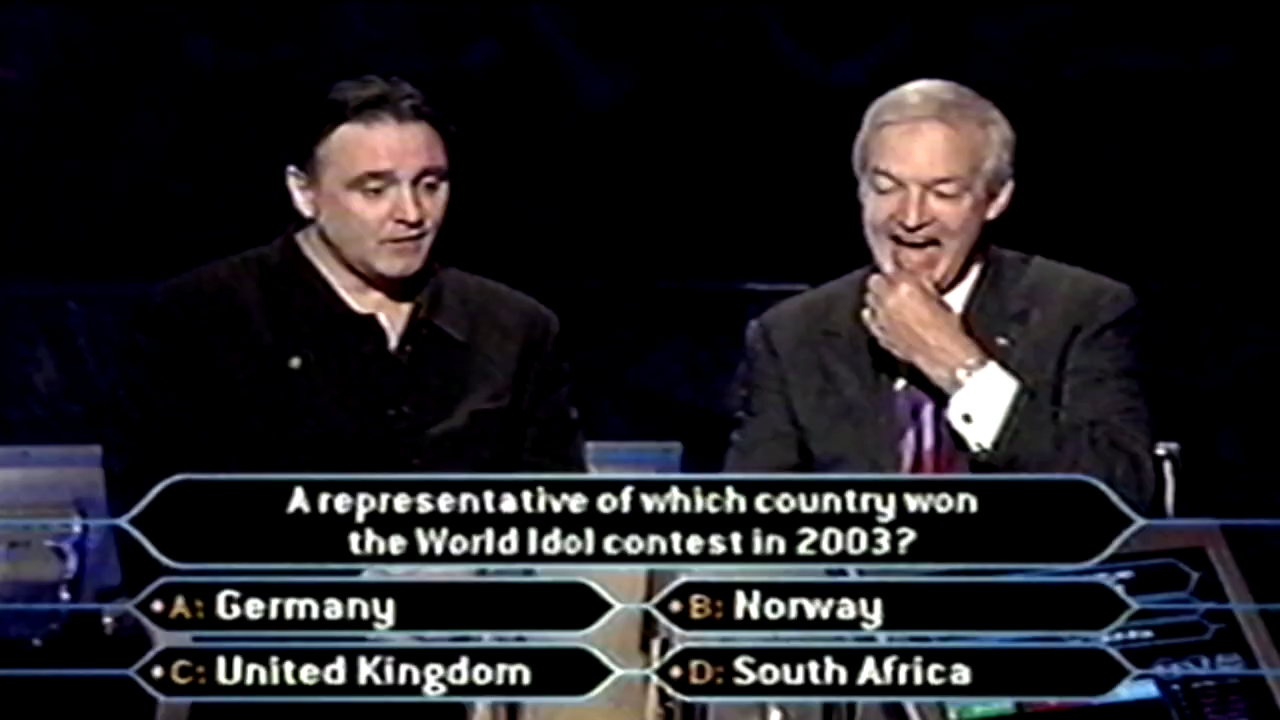 A representative of which country won
the World Idol contest in 2003?
A: Germany
B: Norway
C: United Kingdom
D: South Africa